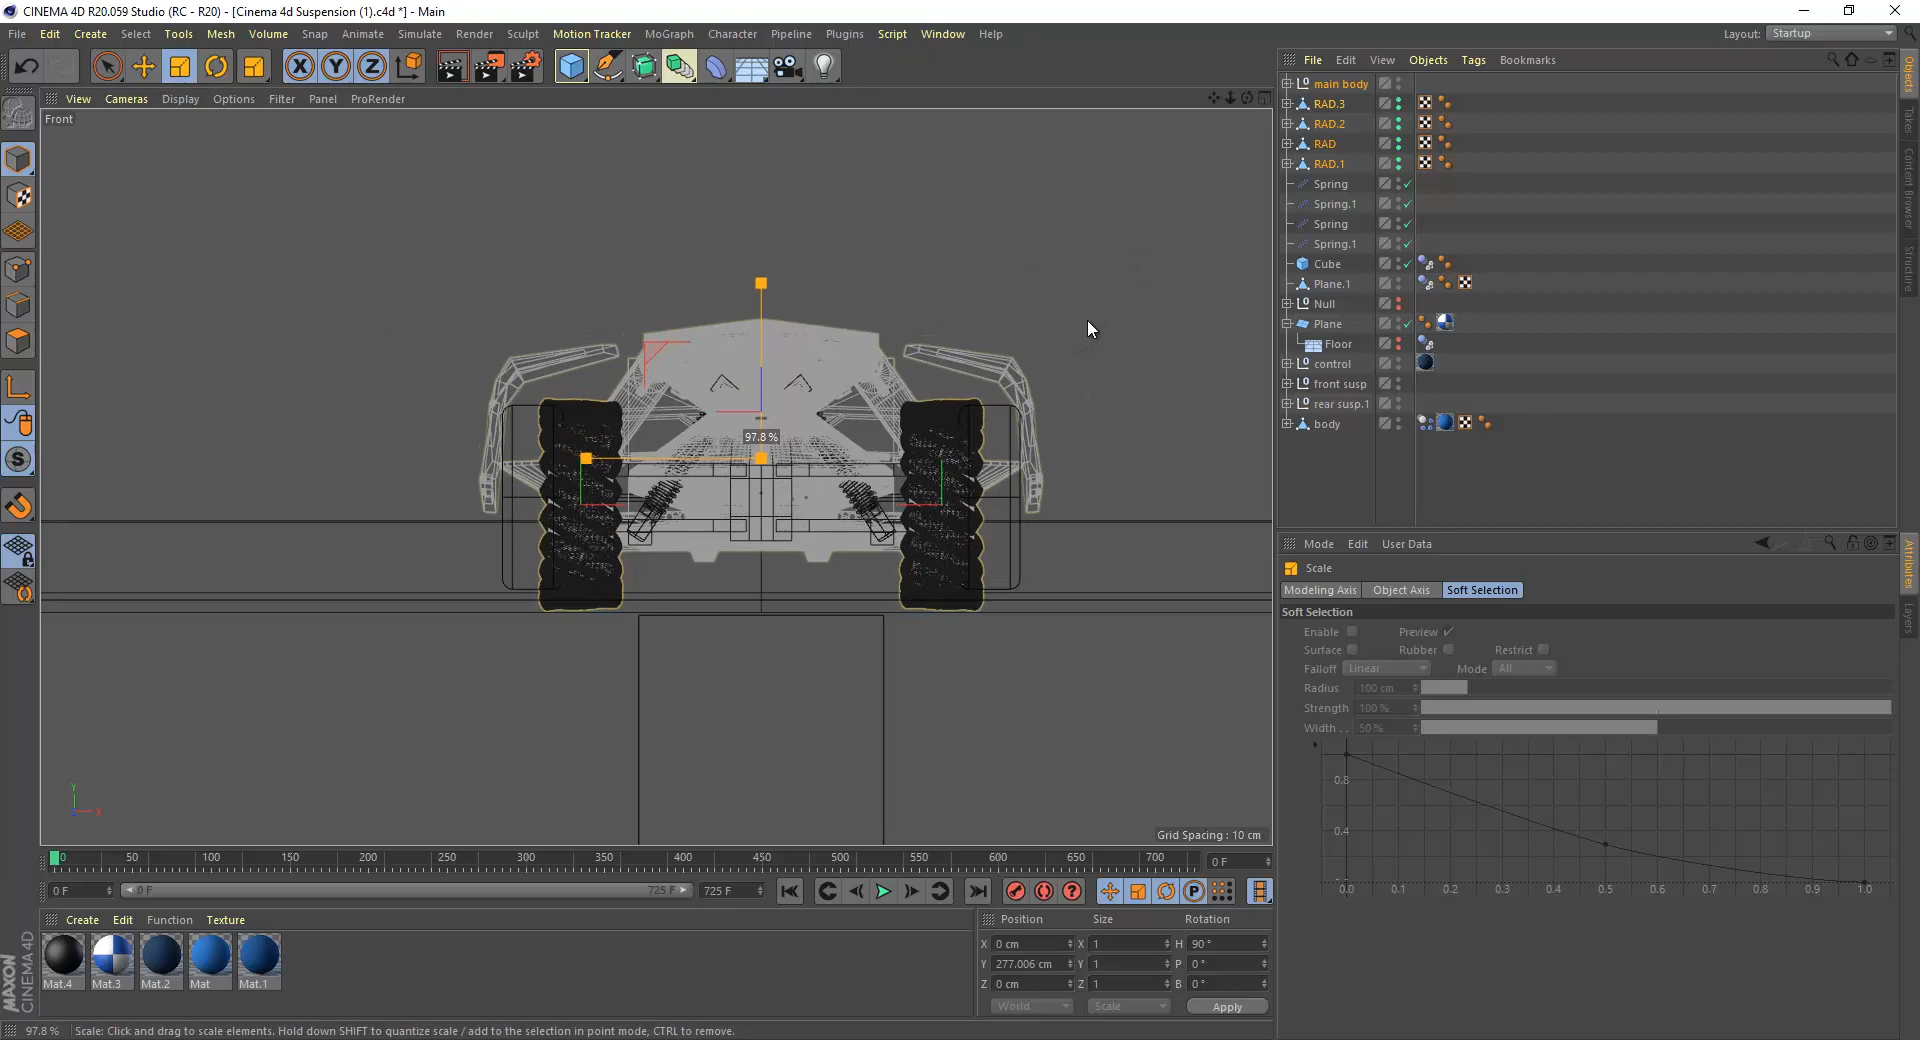 CINEMA 4D R20.059 Studio (RC - R20) - [Cinema 4d Suspension (1).c4d *] - Main
File Edit Create Select Tools Mesh Volume Snap Animate Simulate Render Sculpt Motion Tracker MoGraph Character Pipeline Plugins Script Window Help Layout: Startup
File Edit View Objects Tags Bookmarks
View Cameras Display Options Filter Panel ProRender
Front
main body
RAD.3
RAD.2
RAD
RAD.1
Spring
Spring.1
Spring
Spring.1
Cube
Plane.1
Null
Plane
Floor
control
front susp
rear susp.1
body
Objects
Takes
Content Browser
Structure
97.8 %
Y
X
Grid Spacing : 10 cm
Mode Edit User Data
Scale
Modeling Axis Object Axis Soft Selection
Soft Selection
Enable Preview
Surface Rubber Restrict
Falloff Linear Mode All
Radius 100 cm
Strength 100 %
Width . . 50 %
0.8
0.4
0.0 0.1 0.2 0.3 0.4 0.5 0.6 0.7 0.8 0.9 1.0
Attributes
Layers
0 50 100 150 200 250 300 350 400 450 500 550 600 650 700 0 F
0 F 0 F 725 F 725 F
Create Edit Function Texture
Mat.4 Mat.3 Mat.2 Mat Mat.1
Position Size Rotation
X 0 cm X 1 H 90 °
Y 277.006 cm Y 1 P 0 °
Z 0 cm Z 1 B 0 °
World Scale Apply
MAXON
CINEMA 4D
97.8 % Scale: Click and drag to scale elements. Hold down SHIFT to quantize scale / add to the selection in point mode, CTRL to remove.